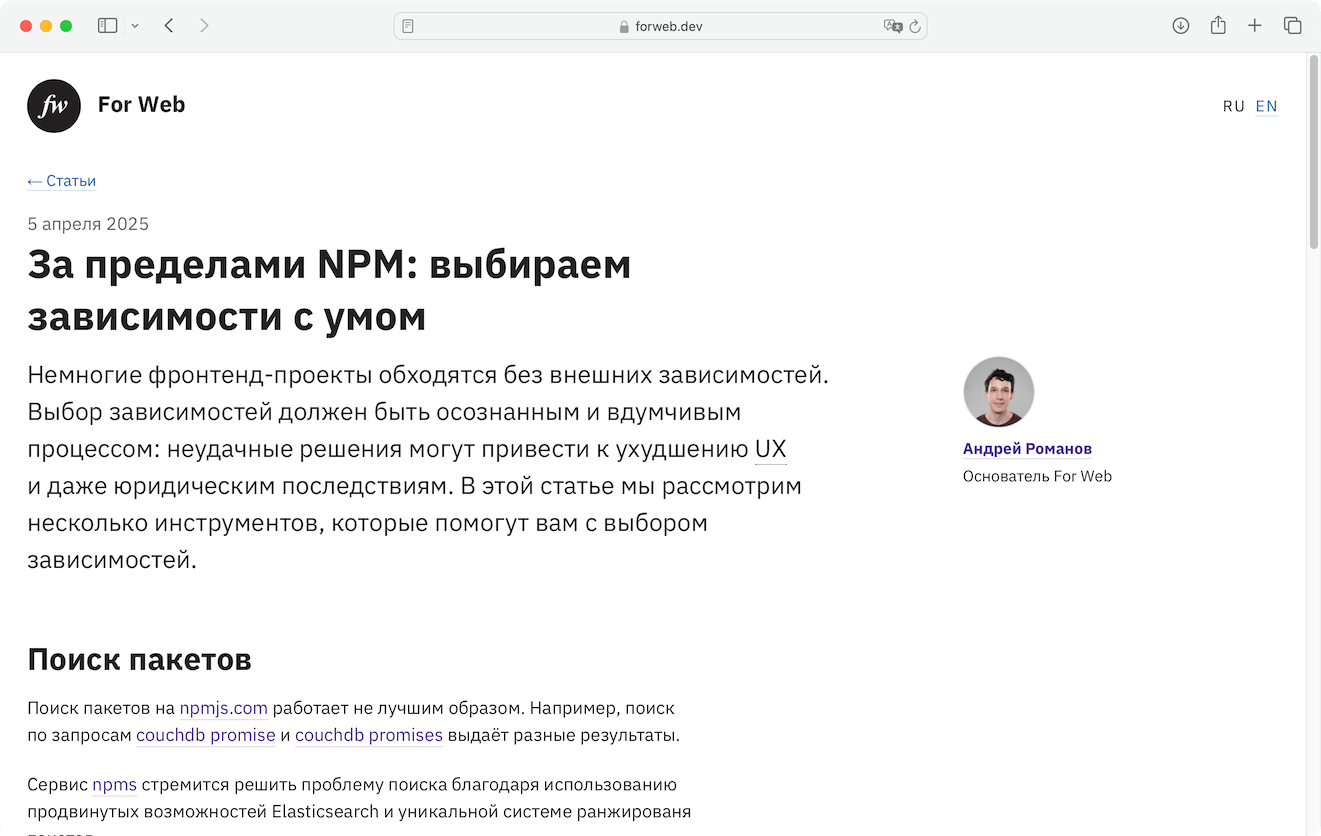 forweb.dev
fw
For Web
RU EN
← Статьи
5 апреля 2025
За пределами NPM: выбираем
зависимости с умом
Немногие фронтенд-проекты обходятся без внешних зависимостей.
Выбор зависимостей должен быть осознанным и вдумчивым
процессом: неудачные решения могут привести к ухудшению UX
и даже юридическим последствиям. В этой статье мы рассмотрим
несколько инструментов, которые помогут вам с выбором
зависимостей.
Андрей Романов
Основатель For Web
Поиск пакетов
Поиск пакетов на npmjs.com работает не лучшим образом. Например, поиск
по запросам couchdb promise и couchdb promises выдаёт разные результаты.
Сервис npms стремится решить проблему поиска благодаря использованию
продвинутых возможностей Elasticsearch и уникальной системе ранжированя